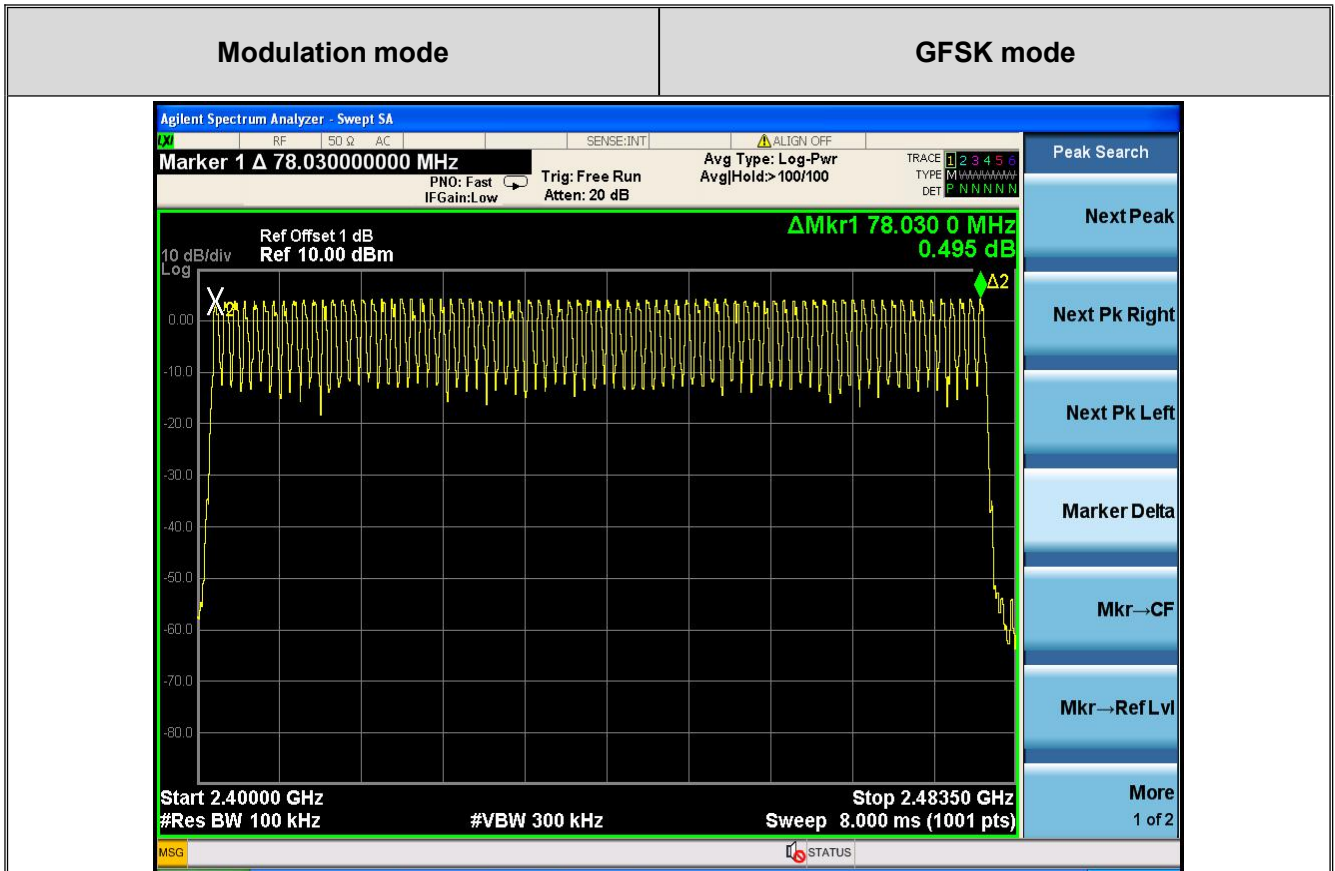 Modulation mode GFSK mode
Agilent Spectrum Analyzer - Swept SA
LXI RF 50 Ω AC SENSE:INT ALIGN OFF
Marker 1 Δ 78.030000000 MHz
PNO: Fast
IFGain:Low
Trig: Free Run
Atten: 20 dB
Avg Type: Log-Pwr
Avg|Hold:>100/100
TRACE 1 2 3 4 5 6
TYPE M
DET P N N N N N
Peak Search
ΔMkr1 78.030 0 MHz
0.495 dB
Ref Offset 1 dB
10 dB/div Ref 10.00 dBm
Log
X2
Δ2
0.00
-10.0
-20.0
-30.0
-40.0
-50.0
-60.0
-70.0
-80.0
Start 2.40000 GHz Stop 2.48350 GHz
#Res BW 100 kHz #VBW 300 kHz Sweep 8.000 ms (1001 pts)
Next Peak
Next Pk Right
Next Pk Left
Marker Delta
Mkr→CF
Mkr→Ref Lvl
More
1 of 2
MSG STATUS